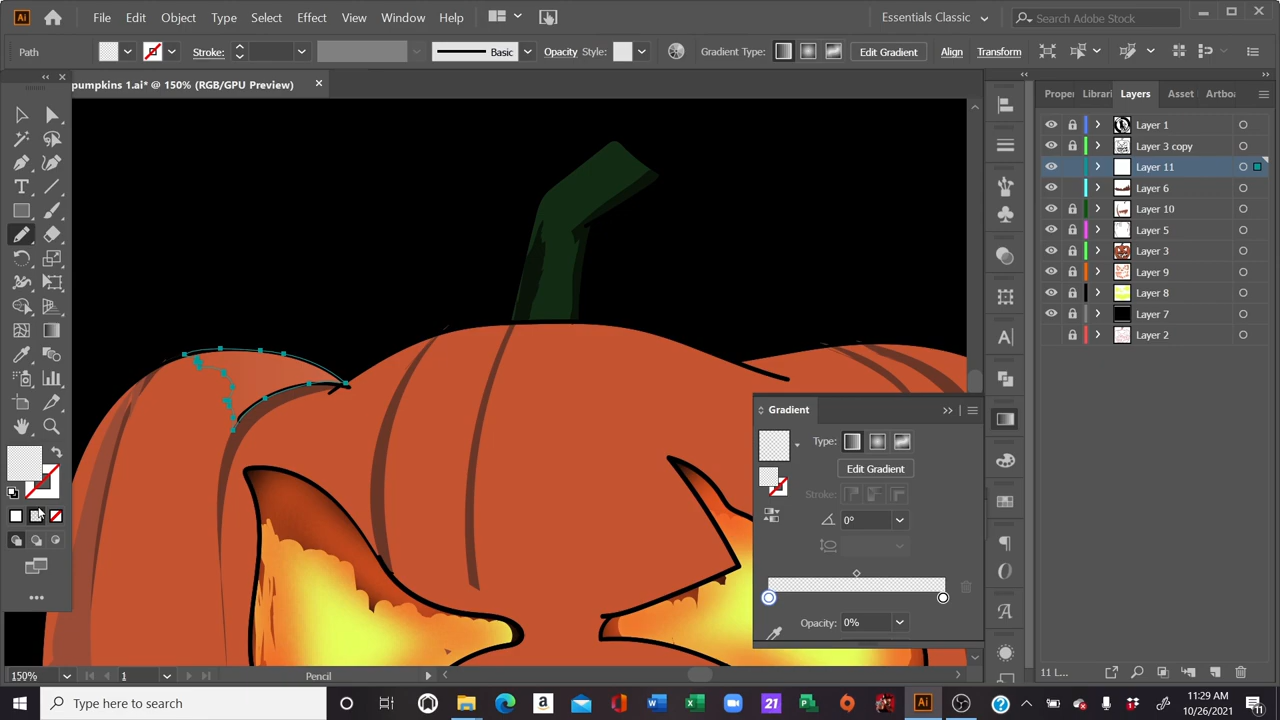 Ai File Edit Object Type Select Effect View Window Help Essentials Classic Search Adobe Stock
Path Stroke: Basic Opacity Style: Gradient Type: Edit Gradient Align Transform
pumpkins 1.ai* @ 150% (RGB/GPU Preview)
Proper Librari Layers Asset Artboa
Layer 1
Layer 3 copy
Layer 11
Layer 6
Layer 10
Layer 5
Layer 3
Layer 9
Layer 8
Layer 7
Layer 2
Gradient
Type:
Edit Gradient
Stroke:
0°
Opacity: 0%
150% 1 Pencil 11 L...
Type here to search
21
11:29 AM
10/26/2021